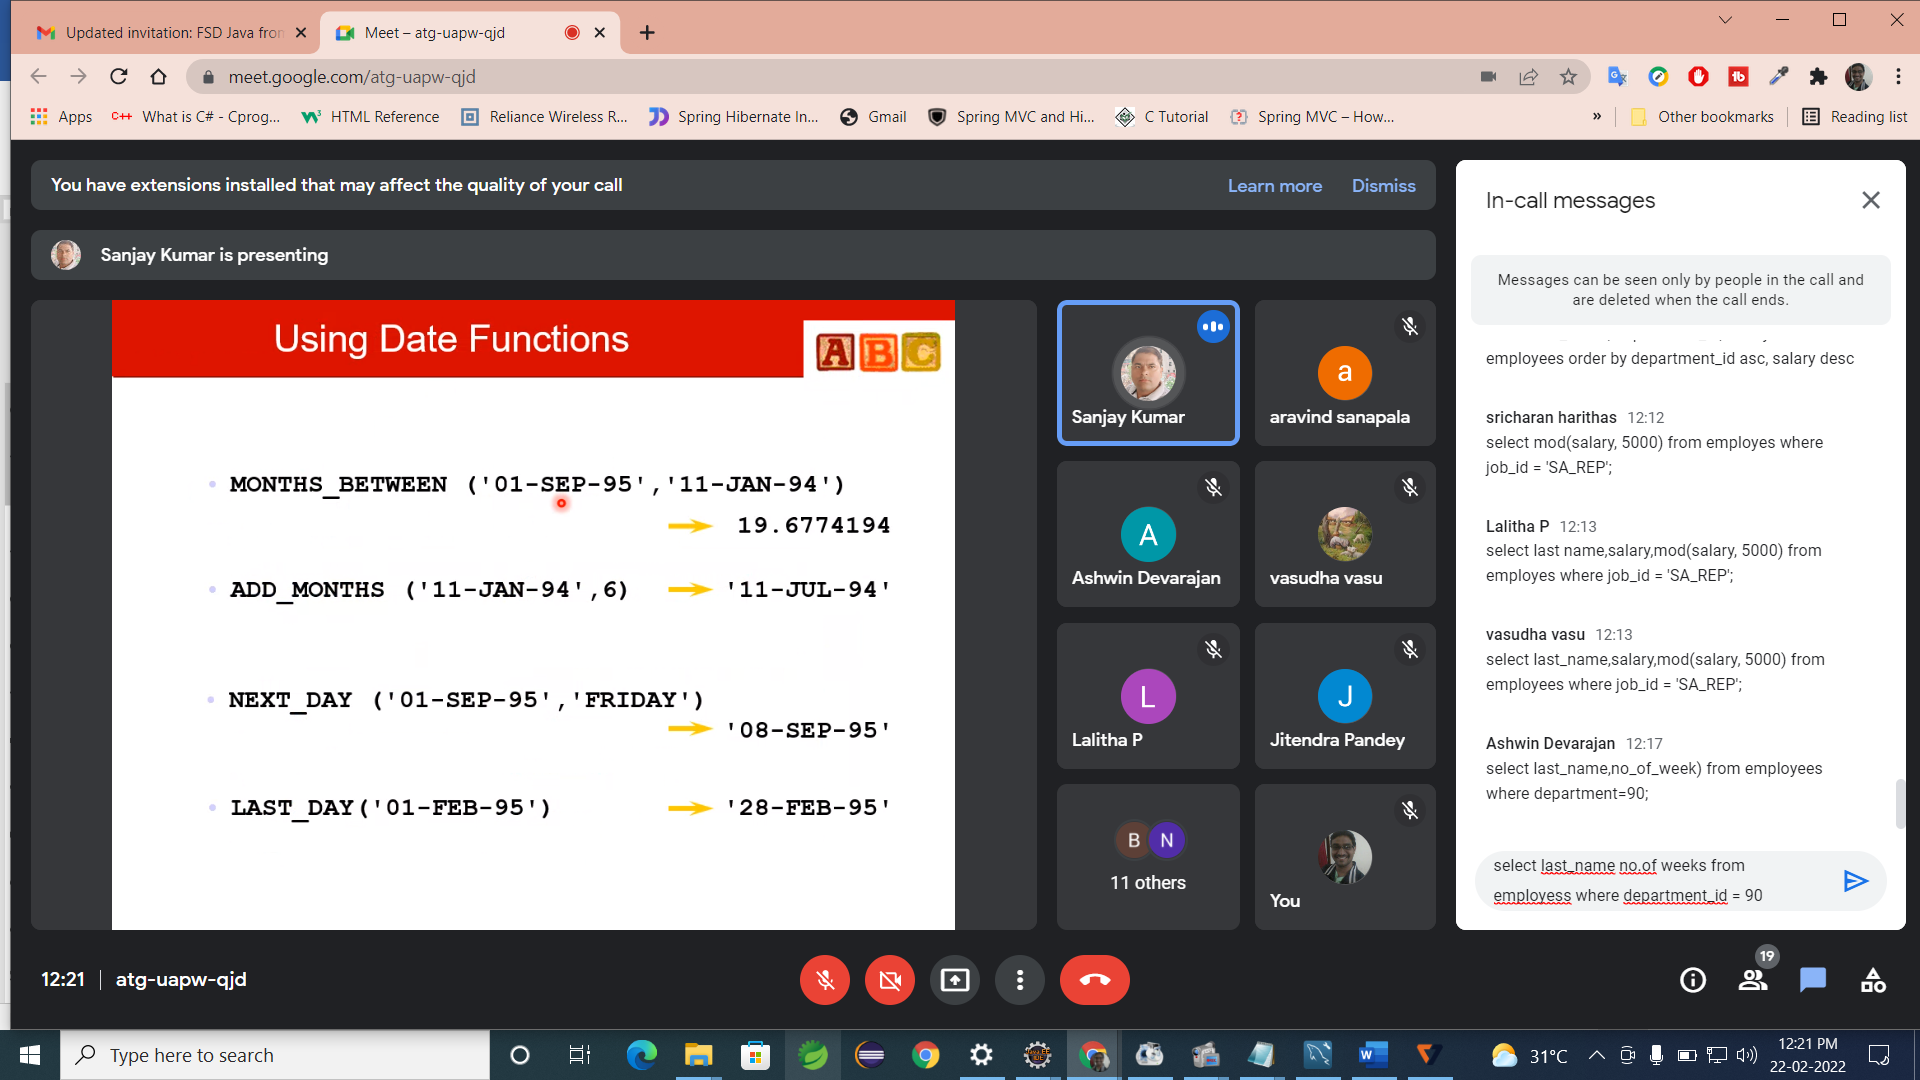 Updated invitation: FSD Java from
Meet – atg-uapw-qjd
meet.google.com/atg-uapw-qjd
Apps
C++ What is C# - Cprog...
HTML Reference
Reliance Wireless R...
Spring Hibernate In...
Gmail
Spring MVC and Hi...
C Tutorial
Spring MVC – How...
»
Other bookmarks
Reading list
You have extensions installed that may affect the quality of your call
Learn more
Dismiss
Sanjay Kumar is presenting
Using Date Functions
A B C
• MONTHS_BETWEEN ('01-SEP-95','11-JAN-94')
19.6774194
• ADD_MONTHS ('11-JAN-94',6)
'11-JUL-94'
• NEXT_DAY ('01-SEP-95','FRIDAY')
'08-SEP-95'
• LAST_DAY('01-FEB-95')
'28-FEB-95'
Sanjay Kumar
a
aravind sanapala
A
Ashwin Devarajan
vasudha vasu
L
Lalitha P
J
Jitendra Pandey
B N
11 others
You
In-call messages
Messages can be seen only by people in the call and
are deleted when the call ends.
employees order by department_id asc, salary desc
sricharan harithas 12:12
select mod(salary, 5000) from employes where
job_id = 'SA_REP';
Lalitha P 12:13
select last name,salary,mod(salary, 5000) from
employes where job_id = 'SA_REP';
vasudha vasu 12:13
select last_name,salary,mod(salary, 5000) from
employees where job_id = 'SA_REP';
Ashwin Devarajan 12:17
select last_name,no_of_week) from employees
where department=90;
select last_name no.of weeks from
employess where department_id = 90
12:21 | atg-uapw-qjd
19
Type here to search
31°C
12:21 PM
22-02-2022